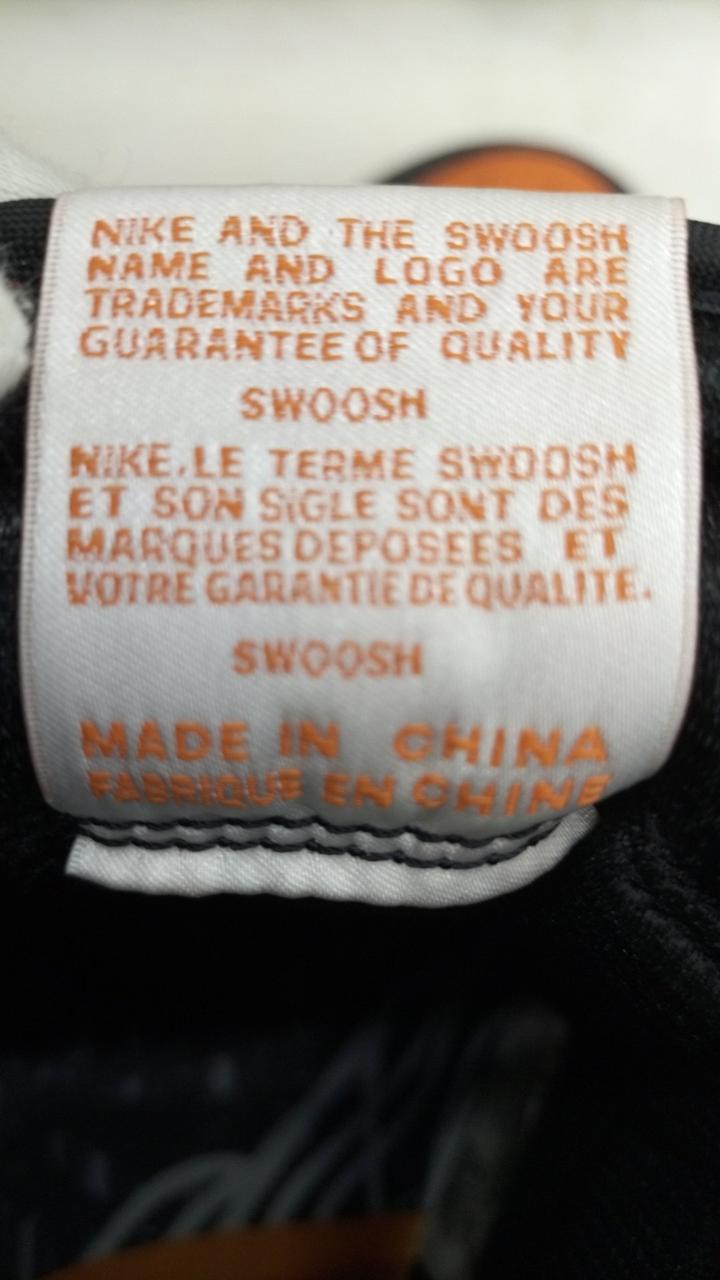 NIKE AND THE SWOOSH
NAME AND LOGO ARE
TRADEMARKS AND YOUR
GUARANTEE OF QUALITY
SWOOSH
NIKE, LE TERME SWOOSH
ET SON SIGLE SONT DES
MARQUES DEPOSEES ET
VOTRE GARANTIE DE QUALITE.
SWOOSH
MADE IN CHINA
FABRIQUE EN CHINE